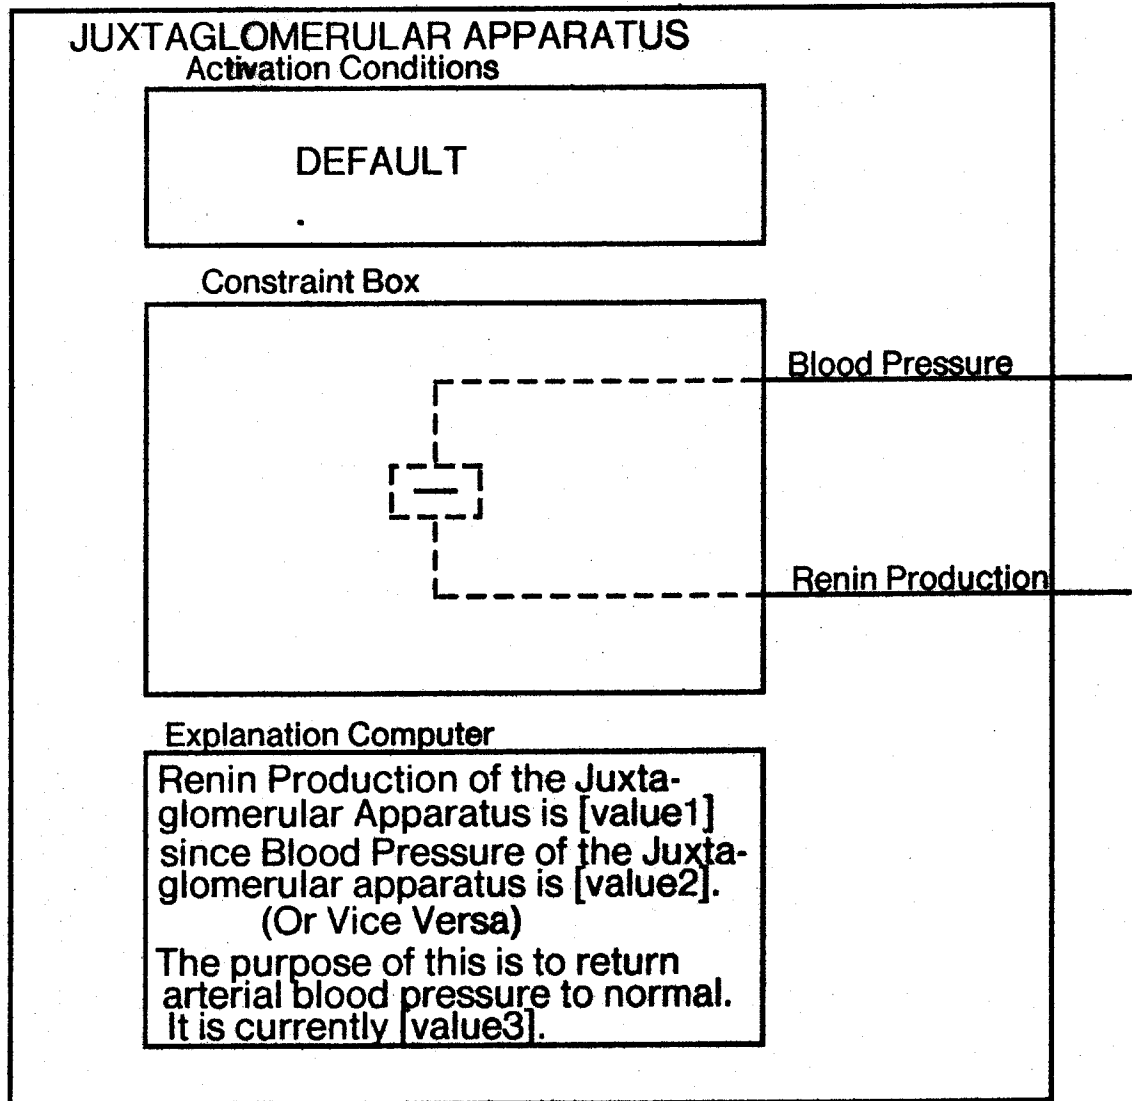 JUXTAGLOMERULAR APPARATUS
Activation Conditions
DEFAULT
Constraint Box
Blood Pressure
Renin Production
Explanation Computer
Renin Production of the Juxta-
glomerular Apparatus is [value1]
since Blood Pressure of the Juxta-
glomerular apparatus is [value2].
(Or Vice Versa)
The purpose of this is to return
arterial blood pressure to normal.
It is currently [value3].